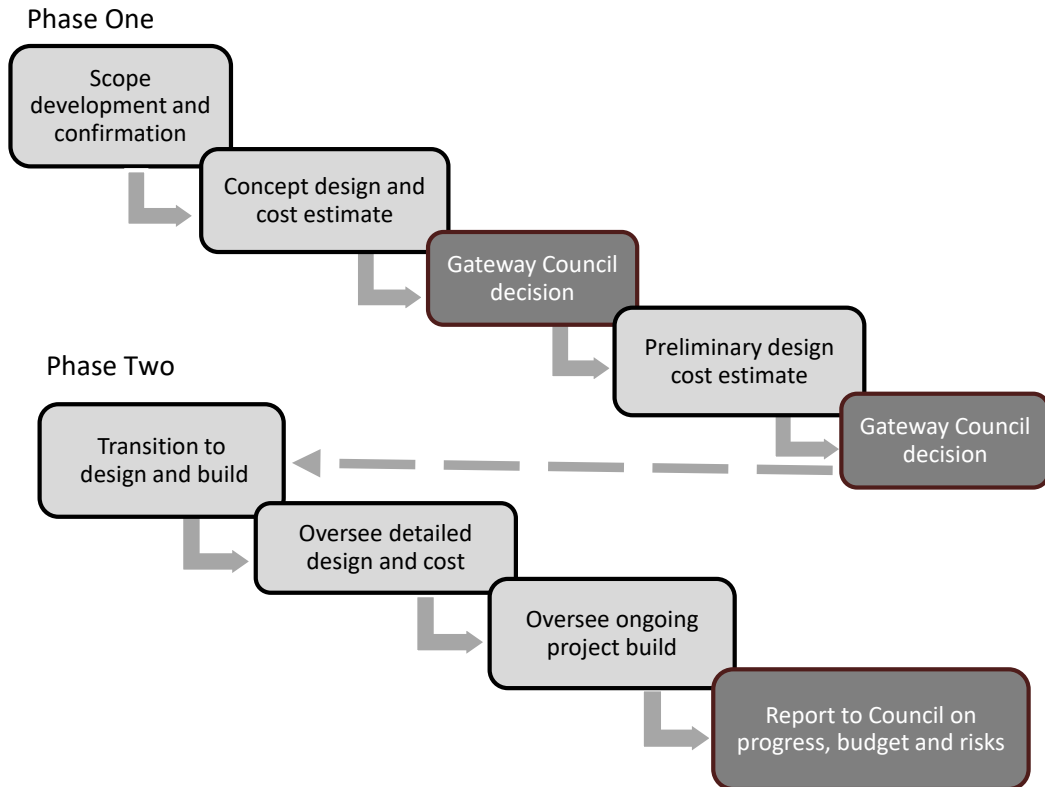 Phase One
Scope
development and
confirmation
Concept design and
cost estimate
Gateway Council
decision
Preliminary design
cost estimate
Gateway Council
decision
Phase Two
Transition to
design and build
Oversee detailed
design and cost
Oversee ongoing
project build
Report to Council on
progress, budget and risks